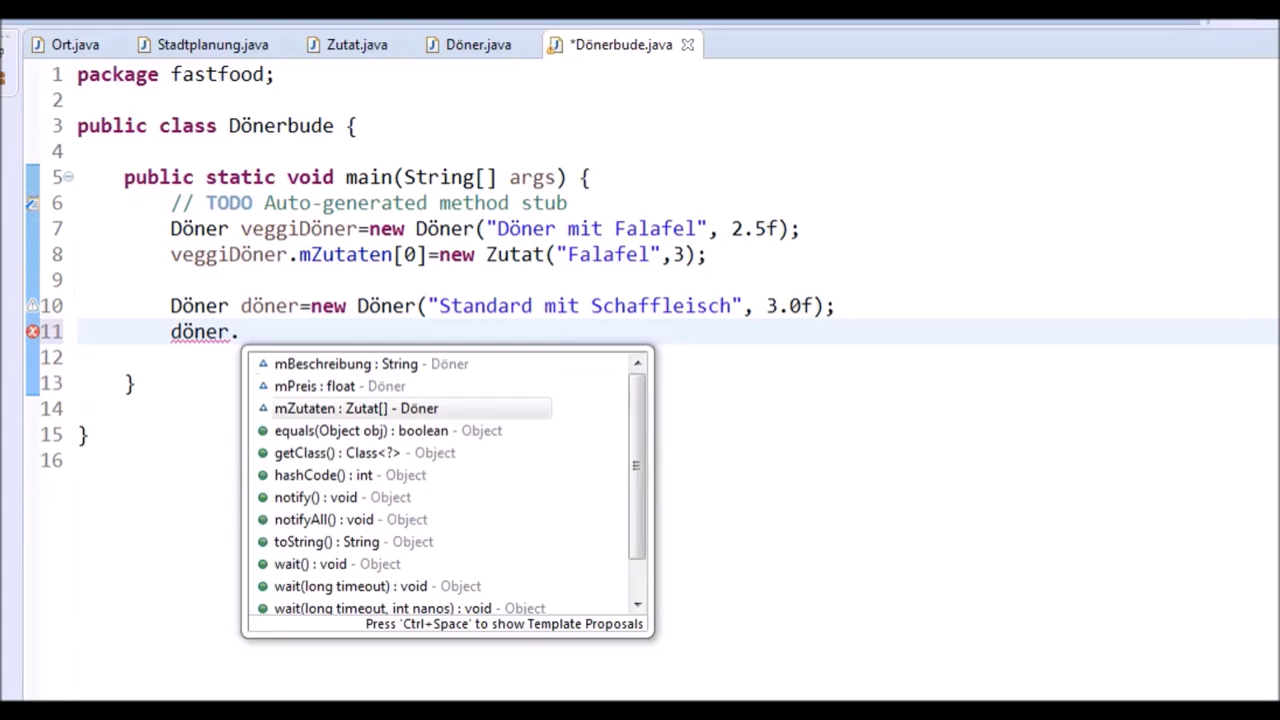 Ort.java Stadtplanung.java Zutat.java Döner.java *Dönerbude.java
1 package fastfood;
2
3 public class Dönerbude {
4
5 public static void main(String[] args) {
6 // TODO Auto-generated method stub
7 Döner veggiDöner=new Döner("Döner mit Falafel", 2.5f);
8 veggiDöner.mZutaten[0]=new Zutat("Falafel",3);
9
10 Döner döner=new Döner("Standard mit Schaffleisch", 3.0f);
11 döner.
12
13 }
14
15 }
16
mBeschreibung : String - Döner
mPreis : float - Döner
mZutaten : Zutat[] - Döner
equals(Object obj) : boolean - Object
getClass() : Class<?> - Object
hashCode() : int - Object
notify() : void - Object
notifyAll() : void - Object
toString() : String - Object
wait() : void - Object
wait(long timeout) : void - Object
wait(long timeout, int nanos) : void - Object
Press 'Ctrl+Space' to show Template Proposals